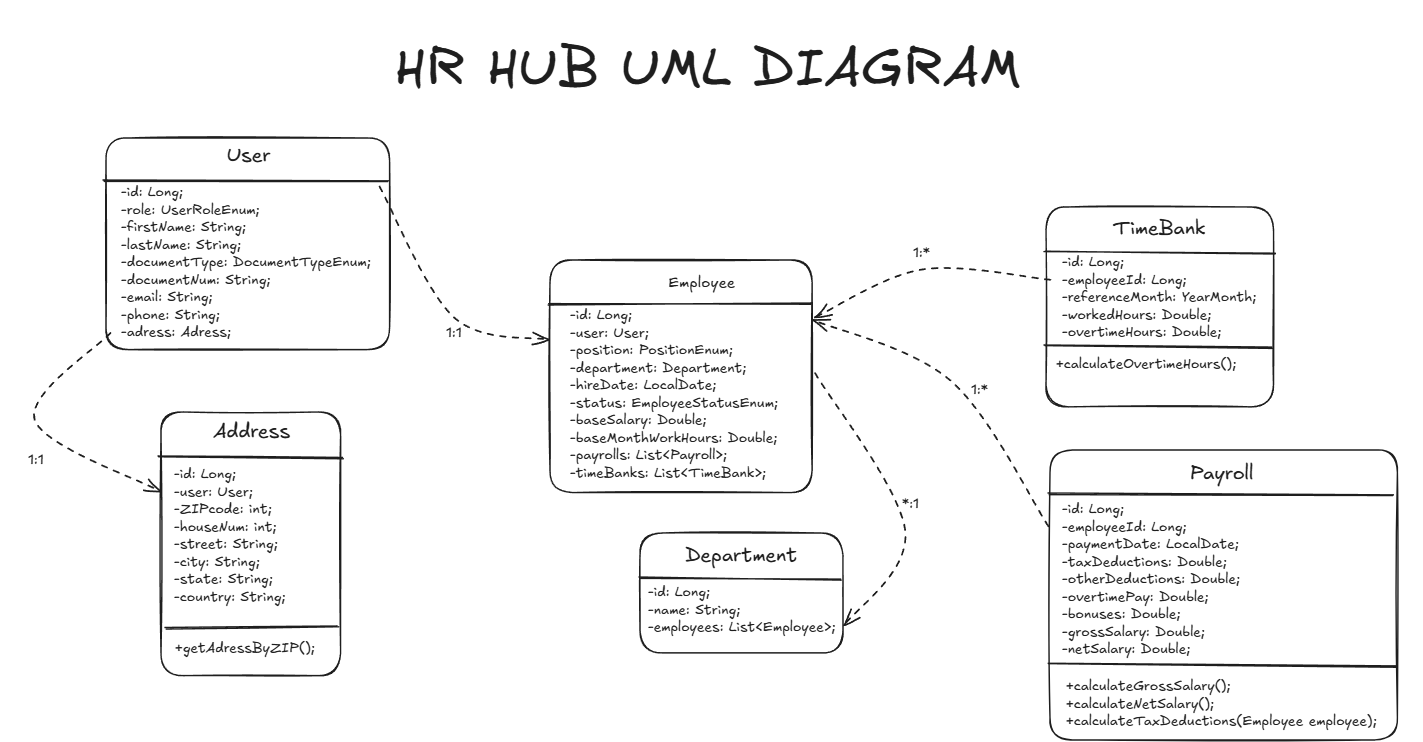 HR HUB UML DIAGRAM
User
-id: Long;
-role: UserRoleEnum;
-firstName: String;
-lastName: String;
-documentType: DocumentTypeEnum;
-documentNum: String;
-email: String;
-phone: String;
-adress: Adress;
1:1
Address
-id: Long;
-user: User;
-ZIPcode: int;
-houseNum: int;
-street: String;
-city: String;
-state: String;
-country: String;
+getAdressByZIP();
1:1
Employee
-id: Long;
-user: User;
-position: PositionEnum;
-department: Department;
-hireDate: LocalDate;
-status: EmployeeStatusEnum;
-baseSalary: Double;
-baseMonthWorkHours: Double;
-payrolls: List<Payroll>;
-timeBanks: List<TimeBank>;
*:1
Department
-id: Long;
-name: String;
-employees: List<Employee>;
1:*
TimeBank
-id: Long;
-employeeId: Long;
-referenceMonth: YearMonth;
-workedHours: Double;
-overtimeHours: Double;
+calculateOvertimeHours();
1:*
Payroll
-id: Long;
-employeeId: Long;
-paymentDate: LocalDate;
-taxDeductions: Double;
-otherDeductions: Double;
-overtimePay: Double;
-bonuses: Double;
-grossSalary: Double;
-netSalary: Double;
+calculateGrossSalary();
+calculateNetSalary();
+calculateTaxDeductions(Employee employee);